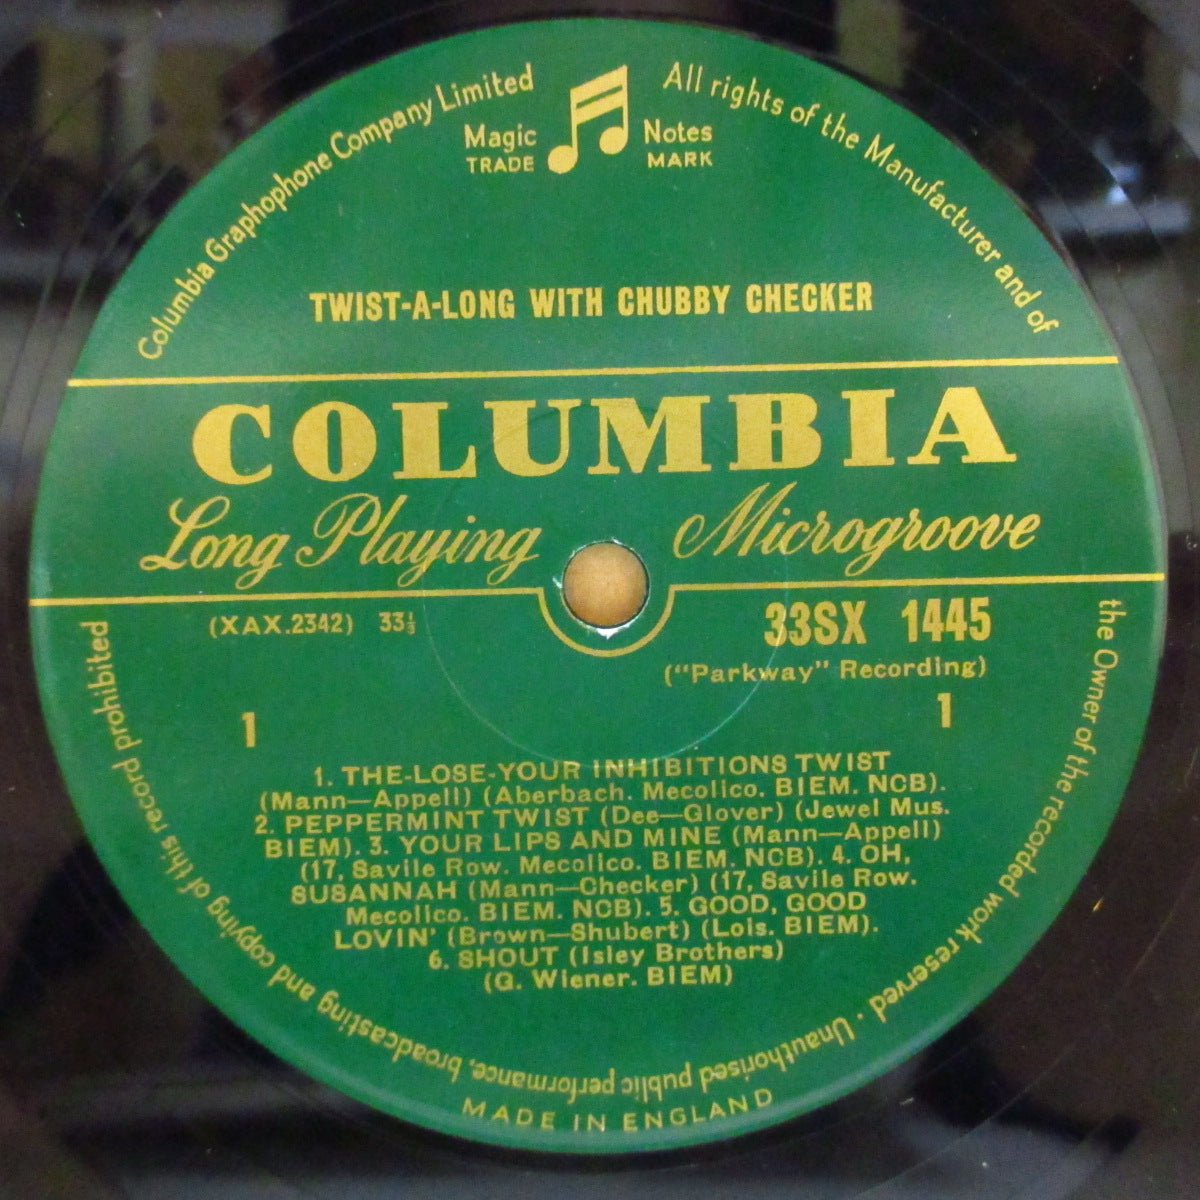 Columbia Graphophone Company Limited
All rights of the Manufacturer and of
the Owner of the recorded work reserved · Unauthorised public performance, broadcasting and copying of this record prohibited
Magic Notes
TRADE MARK
TWIST-A-LONG WITH CHUBBY CHECKER
COLUMBIA
Long Playing Microgroove
(XAX.2342) 33⅓ 33SX 1445
("Parkway" Recording)
1 1
1. THE-LOSE-YOUR INHIBITIONS TWIST
(Mann—Appell) (Aberbach. Mecolico. BIEM. NCB).
2. PEPPERMINT TWIST (Dee—Glover) (Jewel Mus.
BIEM). 3. YOUR LIPS AND MINE (Mann—Appell)
(17, Savile Row. Mecolico. BIEM. NCB). 4. OH,
SUSANNAH (Mann—Checker) (17, Savile Row.
Mecolico. BIEM. NCB). 5. GOOD, GOOD
LOVIN' (Brown—Shubert) (Lois. BIEM).
6. SHOUT (Isley Brothers)
(G. Wiener. BIEM)
MADE IN ENGLAND